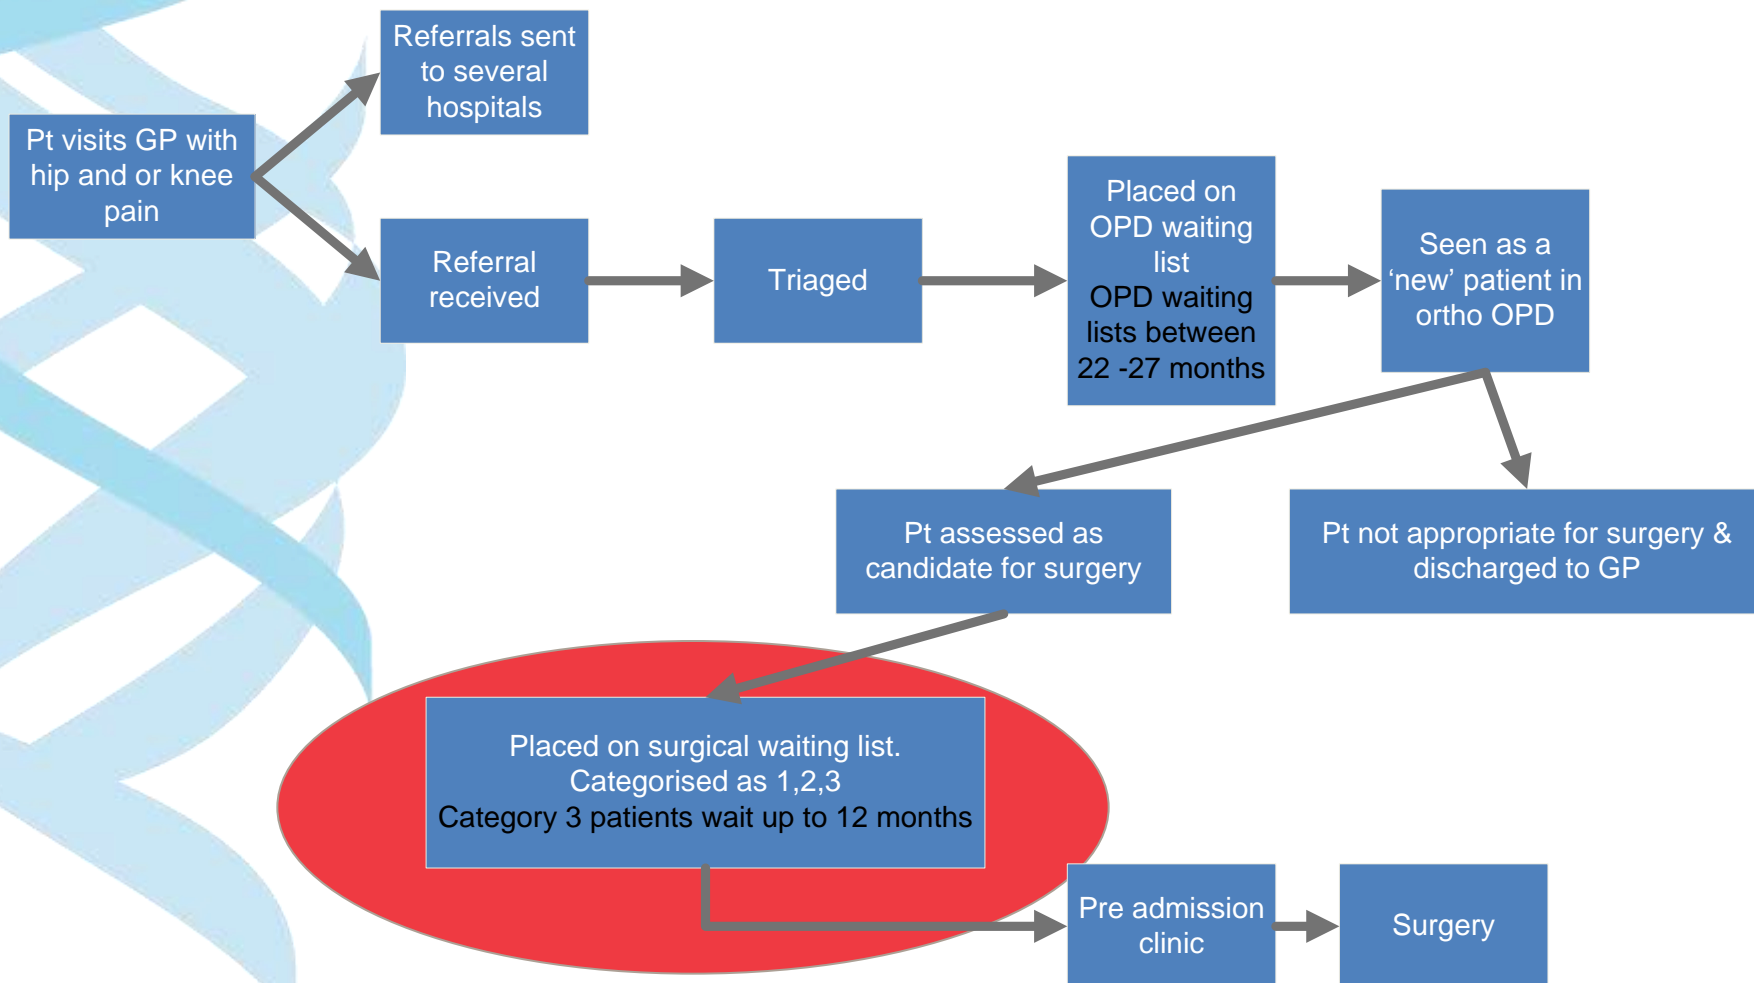 Referrals sent
to several
hospitals
Pt visits GP with
hip and or knee
pain
Referral
received
Triaged
Placed on
OPD waiting
list
OPD waiting
lists between
22 -27 months
Seen as a
‘new’ patient in
ortho OPD
Pt assessed as
candidate for surgery
Pt not appropriate for surgery &
discharged to GP
Placed on surgical waiting list.
Categorised as 1,2,3
Category 3 patients wait up to 12 months
Pre admission
clinic
Surgery